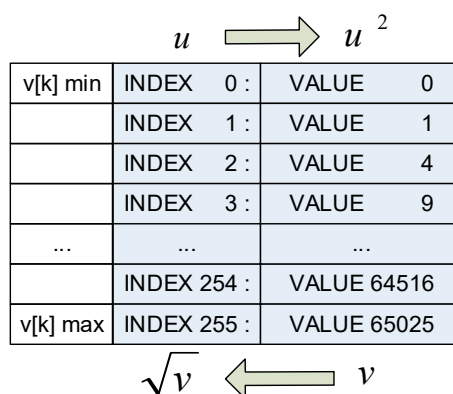 u u²
v[k] min INDEX 0 : VALUE 0
INDEX 1 : VALUE 1
INDEX 2 : VALUE 4
INDEX 3 : VALUE 9
... ... ...
INDEX 254 : VALUE 64516
v[k] max INDEX 255 : VALUE 65025
√v v